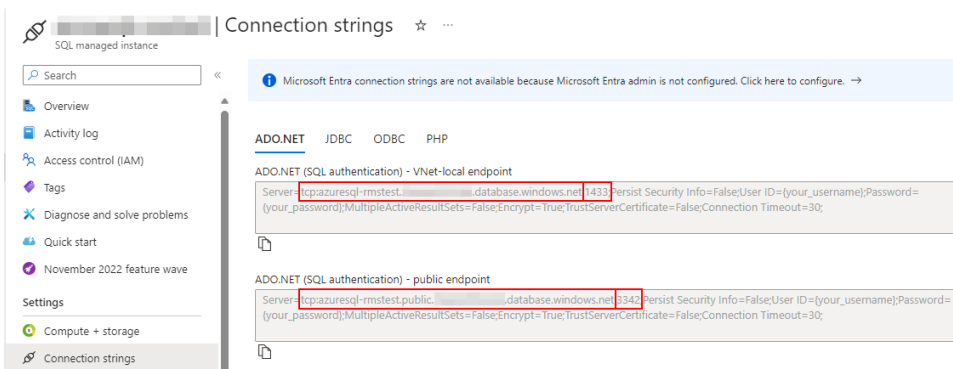 | Connection strings
SQL managed instance
Search
Microsoft Entra connection strings are not available because Microsoft Entra admin is not configured. Click here to configure. →
Overview
Activity log
Access control (IAM)
Tags
Diagnose and solve problems
Quick start
November 2022 feature wave
Settings
Compute + storage
Connection strings
ADO.NET JDBC ODBC PHP
ADO.NET (SQL authentication) - VNet-local endpoint
Server=tcp:azuresql-rmstest. .database.windows.net,1433;Persist Security Info=False;User ID={your_username};Password=
{your_password};MultipleActiveResultSets=False;Encrypt=True;TrustServerCertificate=False;Connection Timeout=30;
ADO.NET (SQL authentication) - public endpoint
Server=tcp:azuresql-rmstest.public. .database.windows.net,3342;Persist Security Info=False;User ID={your_username};Password=
{your_password};MultipleActiveResultSets=False;Encrypt=True;TrustServerCertificate=False;Connection Timeout=30;